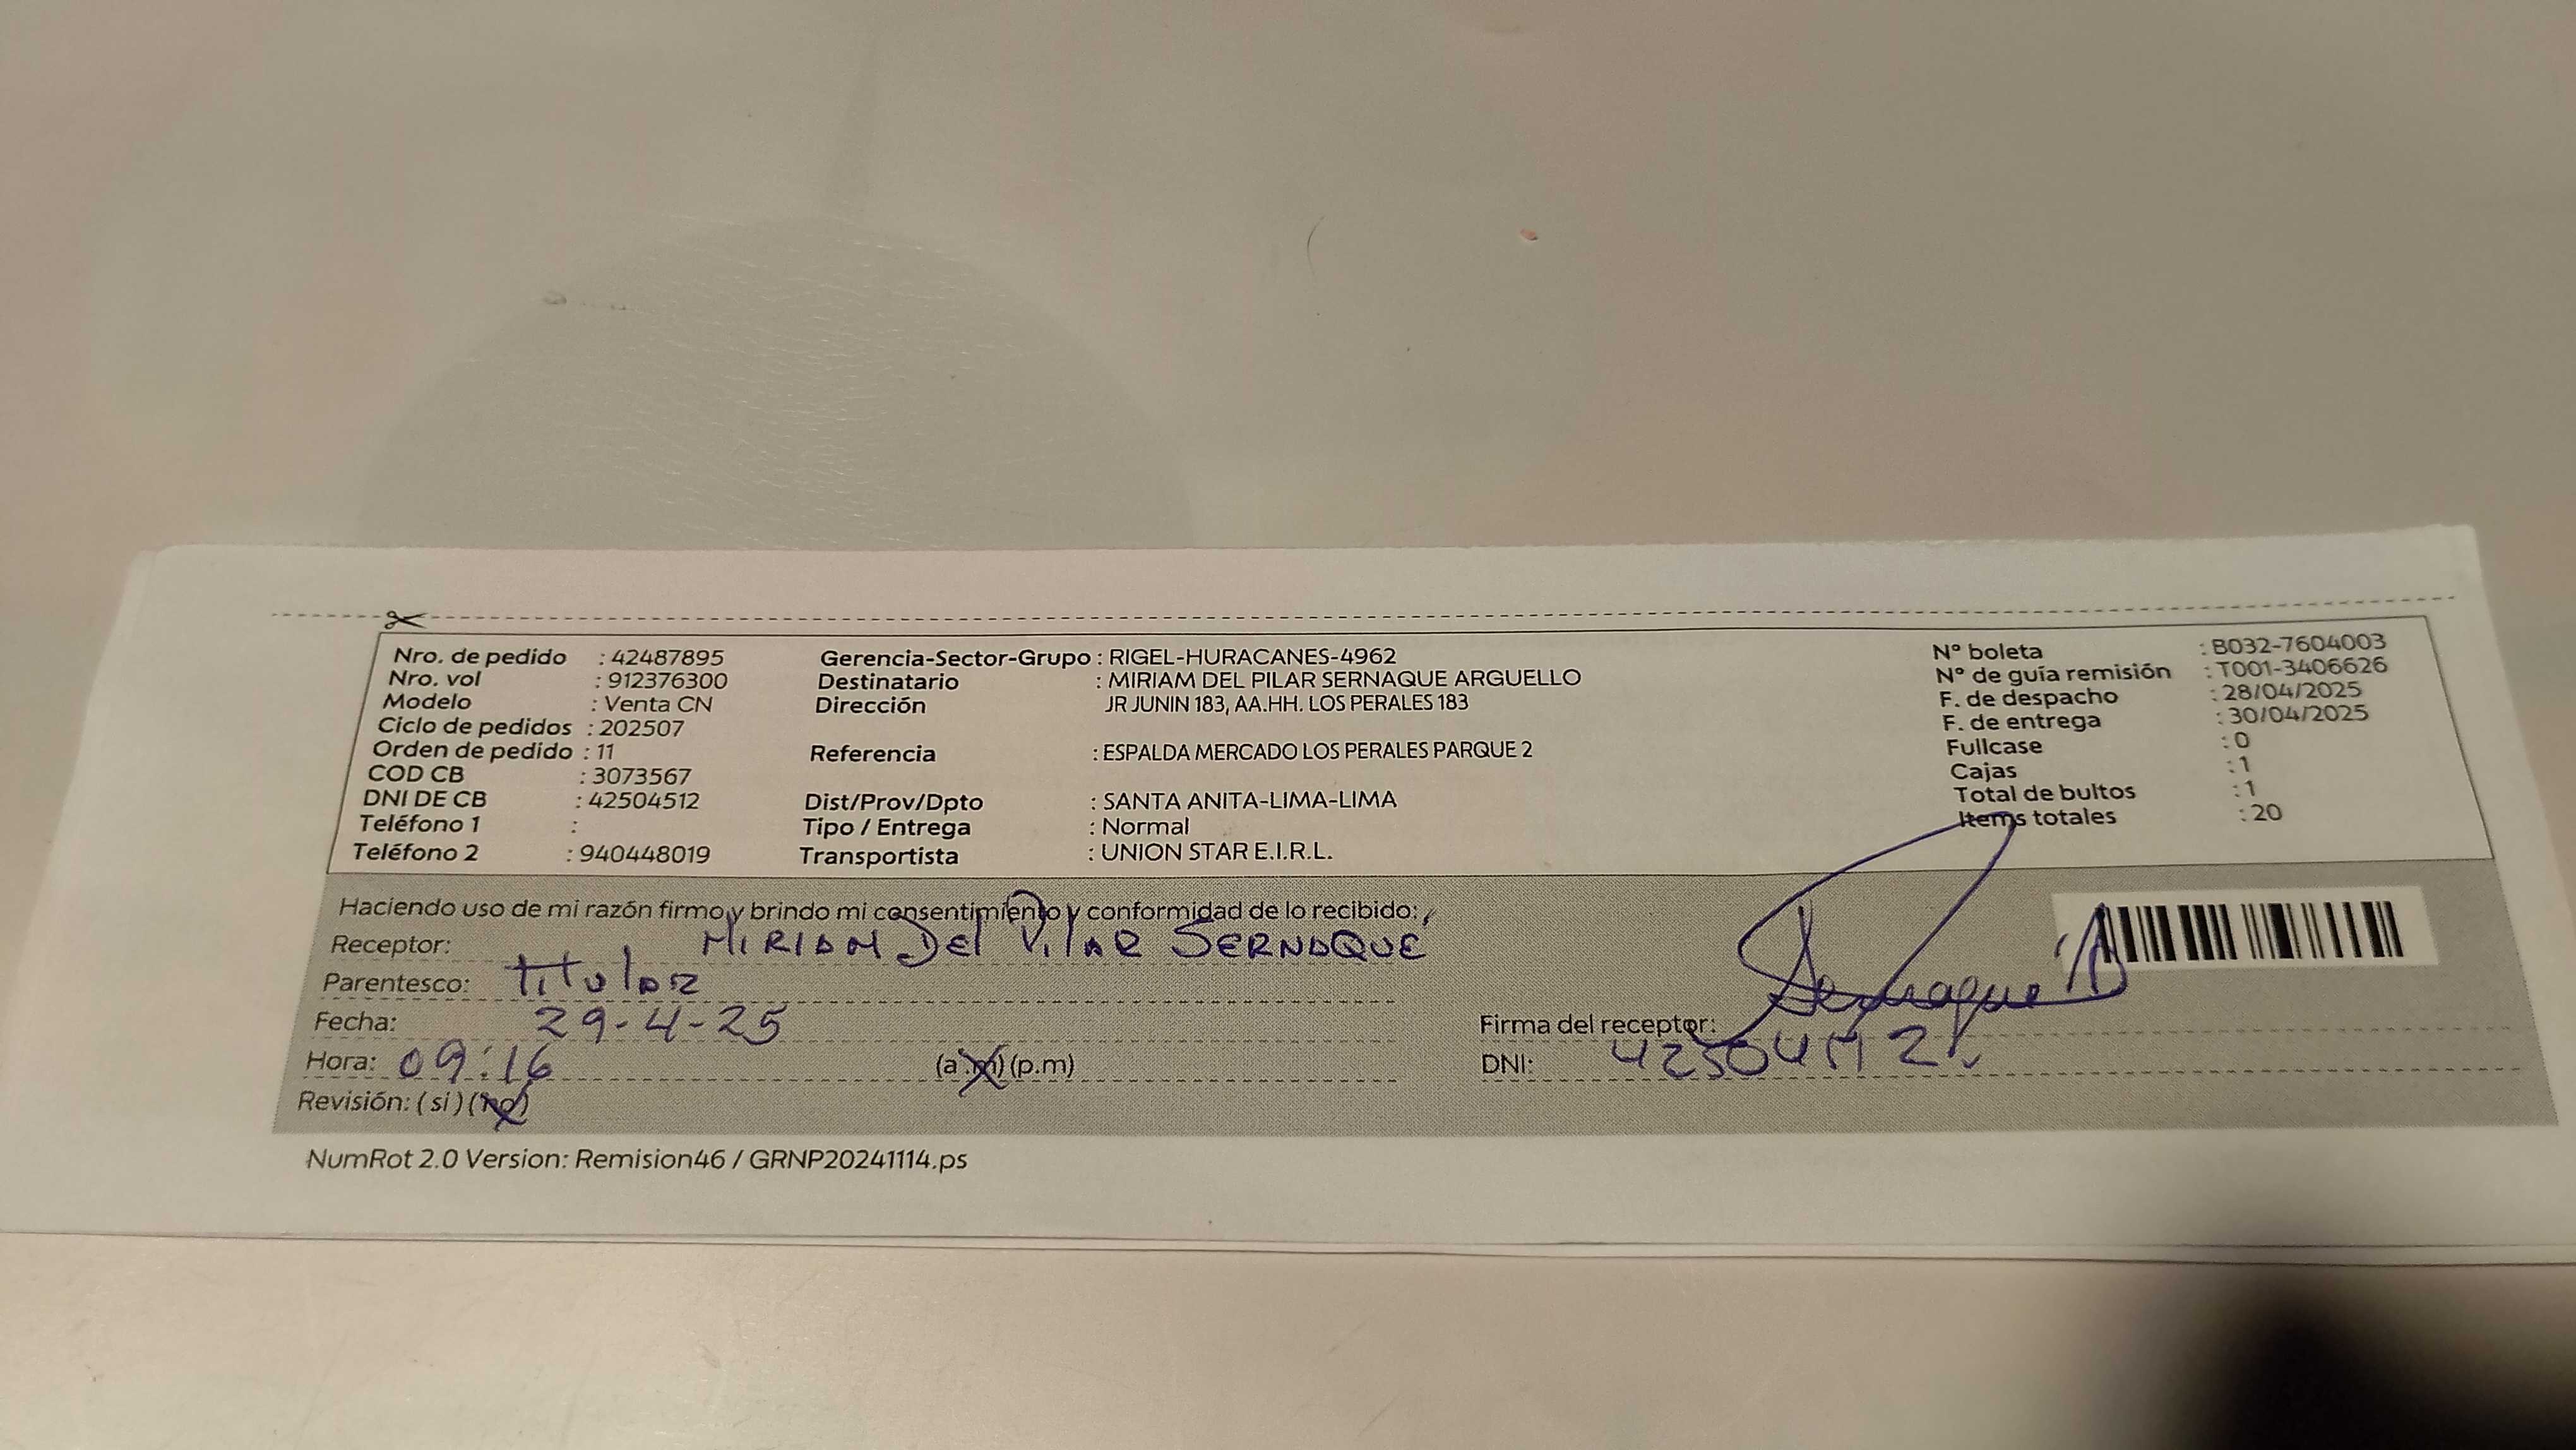 Nro. de pedido : 42487895 Gerencia-Sector-Grupo : RIGEL-HURACANES-4962 N° boleta : B032-7604003
Nro. vol : 912376300 Destinatario : MIRIAM DEL PILAR SERNAQUE ARGUELLO N° de guía remisión : T001-3406626
Modelo : Venta CN Dirección JR JUNIN 183, AA.HH. LOS PERALES 183 F. de despacho : 28/04/2025
Ciclo de pedidos : 202507 F. de entrega : 30/04/2025
Orden de pedido : 11 Referencia : ESPALDA MERCADO LOS PERALES PARQUE 2 Fullcase : 0
COD CB : 3073567 Cajas : 1
DNI DE CB : 42504512 Dist/Prov/Dpto : SANTA ANITA-LIMA-LIMA Total de bultos : 1
Teléfono 1 : Tipo / Entrega : Normal Items totales : 20
Teléfono 2 : 940448019 Transportista : UNION STAR E.I.R.L.
Haciendo uso de mi razón firmo y brindo mi consentimiento y conformidad de lo recibido:
Receptor: MIRIAM DEl PilAR SERNAQUE
Parentesco: titular
Fecha: 29-4-25 Firma del receptor: Sernaque A
Hora: 09:16 (a.m) (p.m) DNI:
Revisión: ( si ) (no)
NumRot 2.0 Version: Remision46 / GRNP20241114.ps